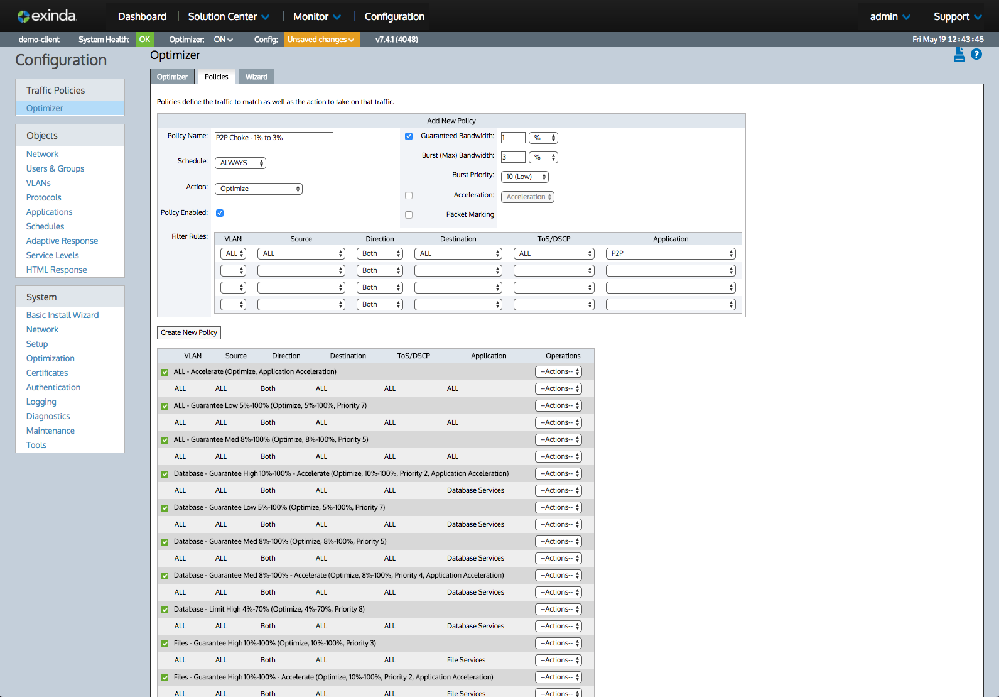 exinda.
Dashboard Solution Center Monitor Configuration admin Support
demo-client System Health: OK Optimizer: ON Config: Unsaved changes v7.4.1 (4048) Fri May 19 12:43:45
Configuration
Traffic Policies
Optimizer
Objects
Network
Users & Groups
VLANs
Protocols
Applications
Schedules
Adaptive Response
Service Levels
HTML Response
System
Basic Install Wizard
Network
Setup
Optimization
Certificates
Authentication
Logging
Diagnostics
Maintenance
Tools
Optimizer
?
Optimizer Policies Wizard
Policies define the traffic to match as well as the action to take on that traffic.
Add New Policy
Policy Name: P2P Choke - 1% to 3%
Schedule: ALWAYS
Action: Optimize
Policy Enabled:
Guaranteed Bandwidth: 1 %
Burst (Max) Bandwidth: 3 %
Burst Priority: 10 (Low)
Acceleration: Acceleration
Packet Marking
Filter Rules:
VLAN Source Direction Destination ToS/DSCP Application
ALL ALL Both ALL ALL P2P
Both
Both
Both
Create New Policy
VLAN Source Direction Destination ToS/DSCP Application Operations
ALL - Accelerate (Optimize, Application Acceleration) --Actions--
ALL ALL Both ALL ALL ALL --Actions--
ALL - Guarantee Low 5%-100% (Optimize, 5%-100%, Priority 7) --Actions--
ALL ALL Both ALL ALL ALL --Actions--
ALL - Guarantee Med 8%-100% (Optimize, 8%-100%, Priority 5) --Actions--
ALL ALL Both ALL ALL ALL --Actions--
Database - Guarantee High 10%-100% - Accelerate (Optimize, 10%-100%, Priority 2, Application Acceleration) --Actions--
ALL ALL Both ALL ALL Database Services --Actions--
Database - Guarantee Low 5%-100% (Optimize, 5%-100%, Priority 7) --Actions--
ALL ALL Both ALL ALL Database Services --Actions--
Database - Guarantee Med 8%-100% (Optimize, 8%-100%, Priority 5) --Actions--
ALL ALL Both ALL ALL Database Services --Actions--
Database - Guarantee Med 8%-100% - Accelerate (Optimize, 8%-100%, Priority 4, Application Acceleration) --Actions--
ALL ALL Both ALL ALL Database Services --Actions--
Database - Limit High 4%-70% (Optimize, 4%-70%, Priority 8) --Actions--
ALL ALL Both ALL ALL Database Services --Actions--
Files - Guarantee High 10%-100% (Optimize, 10%-100%, Priority 3) --Actions--
ALL ALL Both ALL ALL File Services --Actions--
Files - Guarantee High 10%-100% - Accelerate (Optimize, 10%-100%, Priority 2, Application Acceleration) --Actions--
ALL ALL Both ALL ALL File Services --Actions--